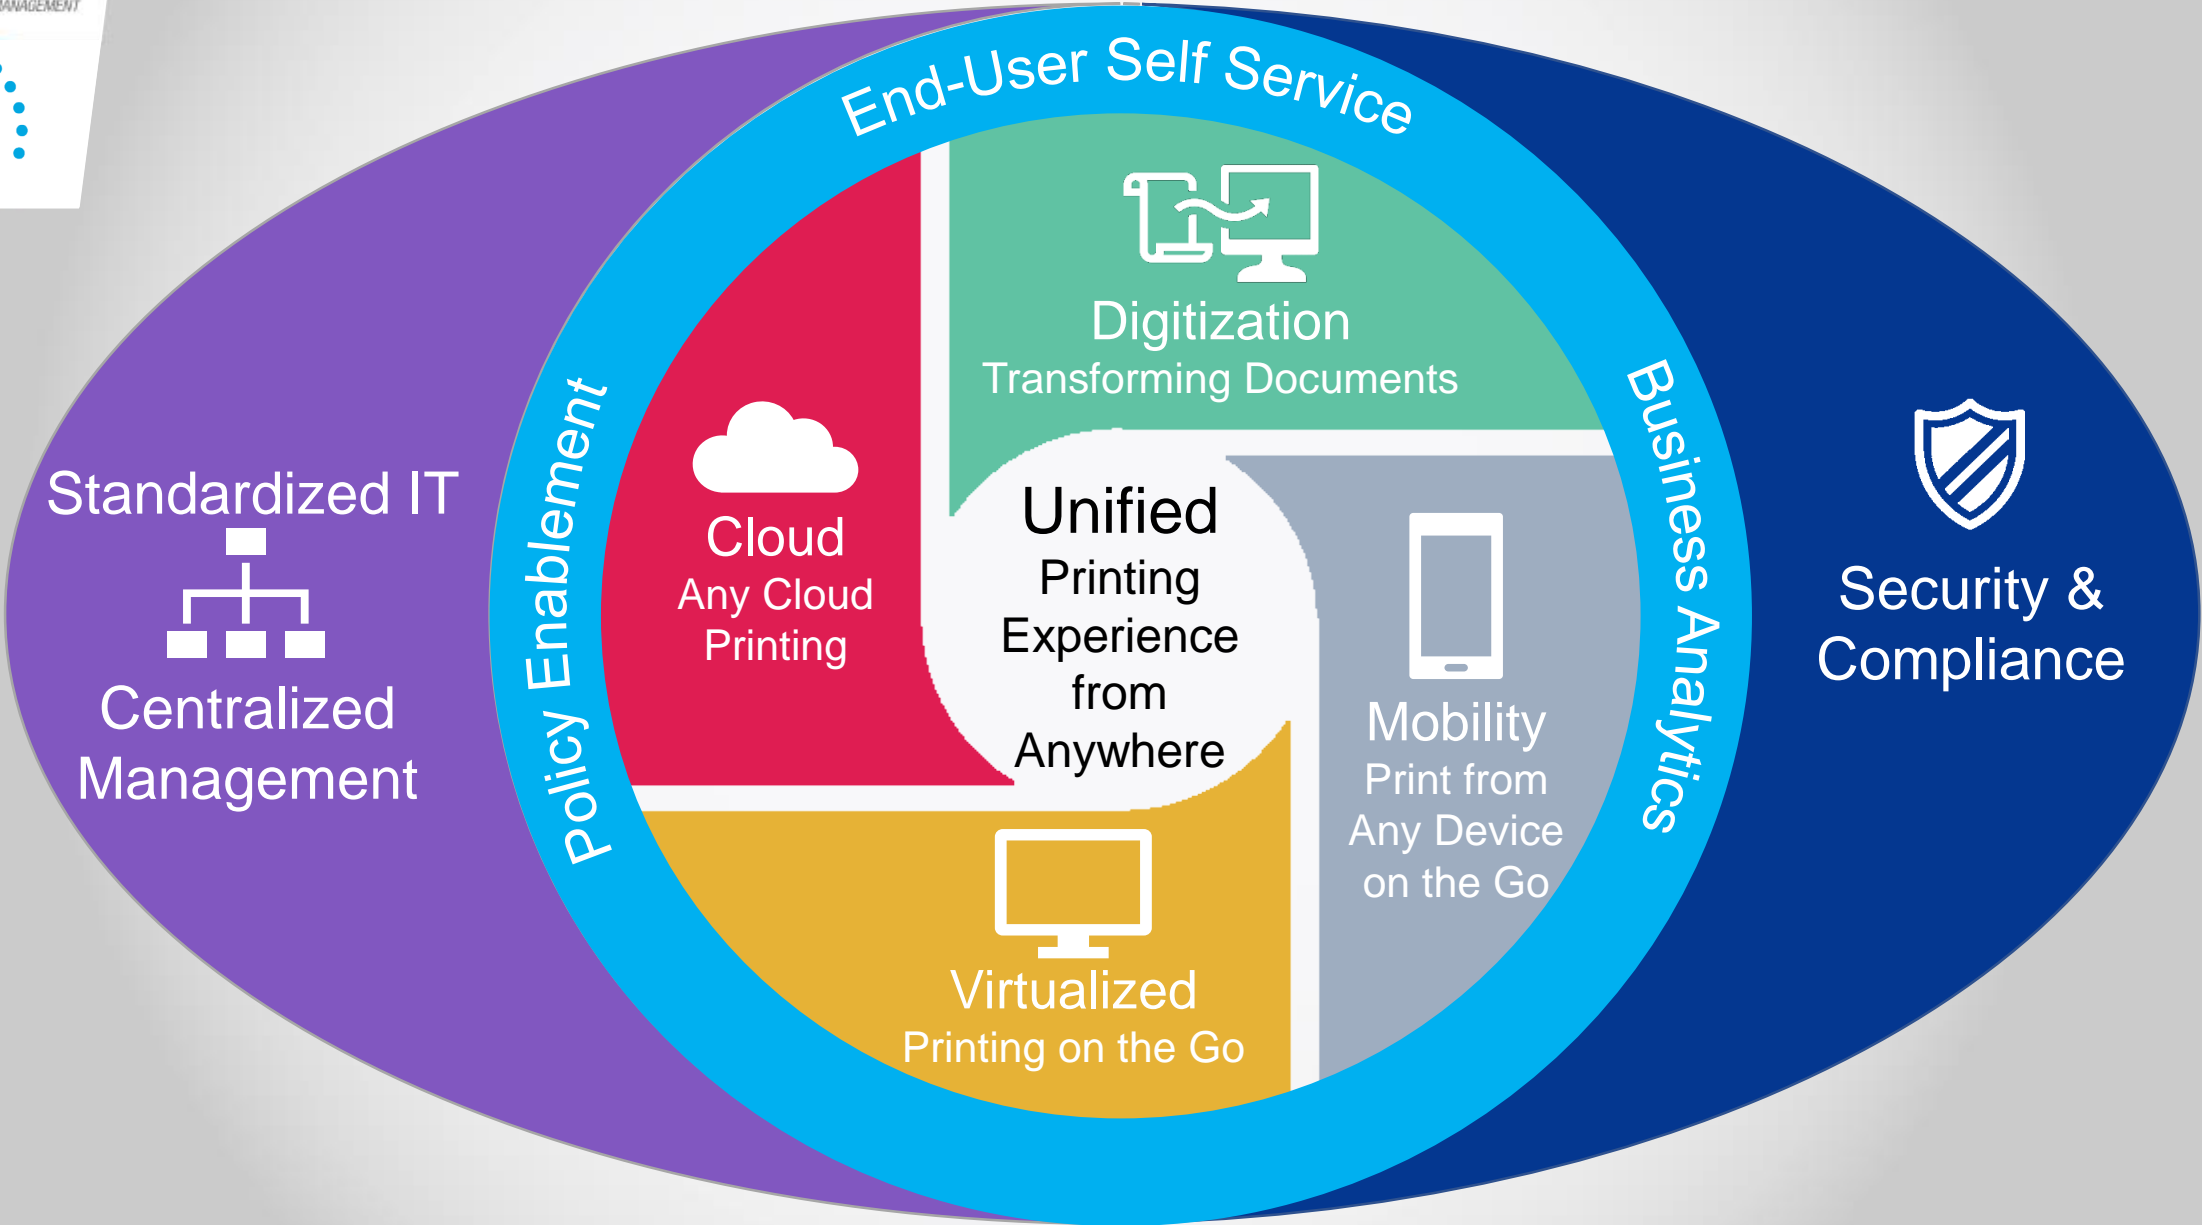 MANAGEMENT
End-User Self Service
Digitization
Transforming Documents
Policy Enablement
Business Analytics
Standardized IT
Centralized
Management
Cloud
Any Cloud
Printing
Unified
Printing
Experience
from
Anywhere
Mobility
Print from
Any Device
on the Go
Virtualized
Printing on the Go
Security &
Compliance